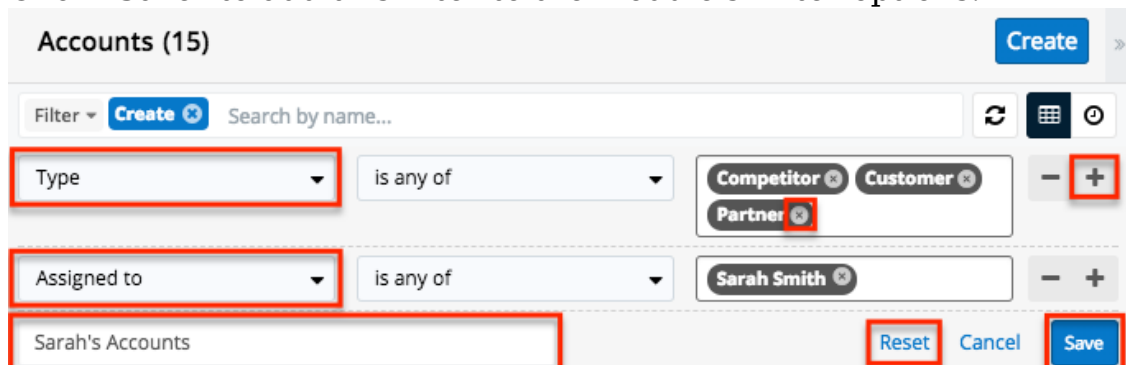 Accounts (15) Create »
Filter Create Search by name...
Type is any of Competitor Customer
Partner
Assigned to is any of Sarah Smith
Sarah's Accounts Reset Cancel Save